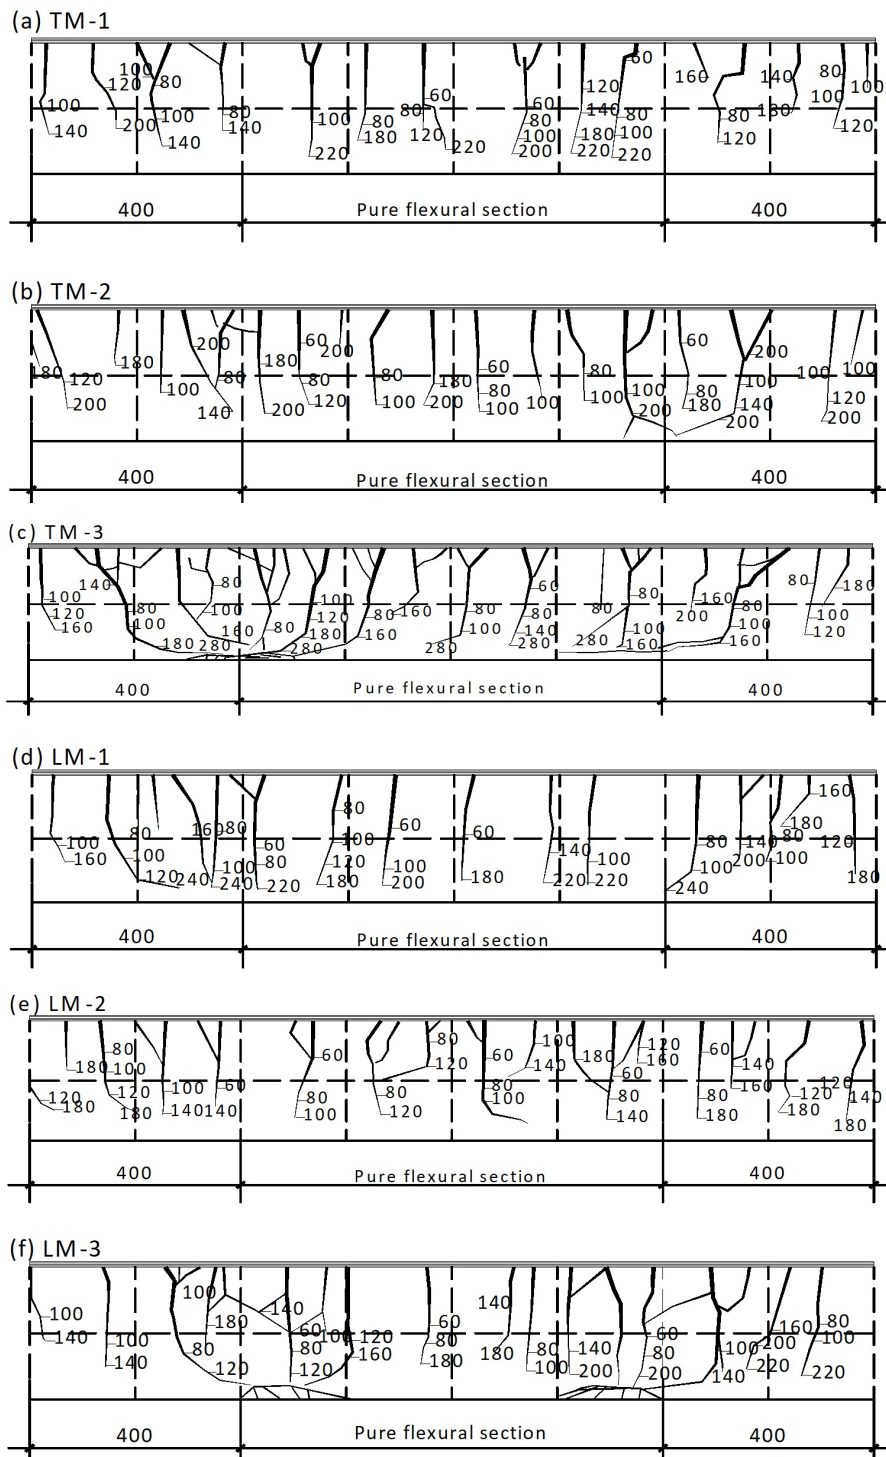 (a) TM-1
100 120 80 160 140 80 100
60
120
100 60 60 100
100 80 80 140 80 180
140 200 140 100 80 120 80 100 80 120
140 180 220 220 200 180 220 120
400 Pure flexural section 400
(b) TM-2
200 60 200 60 200
180 180 180
180 120 80 80 80 180 60 80 100 100 100
200 100 120 100 80 100 80 140 120
140 200 200 100 100 100 200 180 200 200
400 Pure flexural section 400
(c) TM-3
140 80 60 80 80 180
100 100 100 80 160
120 80 120 80 160 80 80 200 80 100
160 100 160 80 180 160 100 140 100 100 120
180 280 280 280 280 280 160 160
400 Pure flexural section 400
(d) LM-1
160
80 180
80 160 80 60 60 80 120
100 60 100 140 80 140
160 100 100 80 120 100 100 100 200 100
120 240 240 220 180 200 180 220 220 240 180
400 Pure flexural section 400
(e) LM-2
80 60 80 60 100 120 60
180 100 120 140 180 160 140
120 100 60 80 80 60 160 120
120 180 180 140 140 80 100 80 120 100 80 140 80 180 120 180 140 180
400 Pure flexural section 400
(f) LM-3
100 140 140
100 180 60 100 120 60 60 160 80
140 100 80 80 160 80 80 140 80 100 200 100
140 120 120 180 180 100 200 200 140 220 220
400 Pure flexural section 400